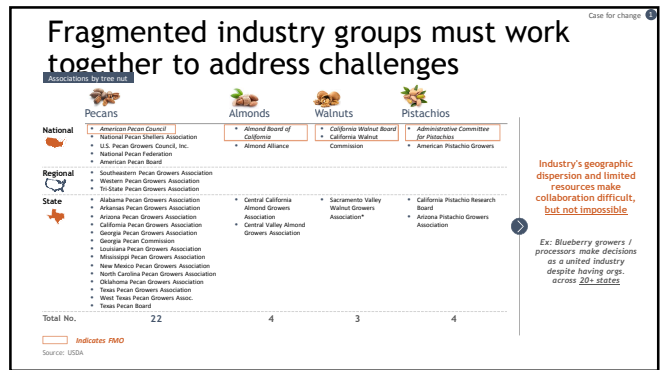 Case for change 1
Fragmented industry groups must work
together to address challenges
Associations by tree nut
Pecans
Almonds
Walnuts
Pistachios
National
• American Pecan Council
• National Pecan Shellers Association
• U.S. Pecan Growers Council, Inc.
• National Pecan Federation
• American Pecan Board
• Almond Board of
California
• Almond Alliance
• California Walnut Board
• California Walnut
Commission
• Administrative Committee
for Pistachios
• American Pistachio Growers
Regional
• Southeastern Pecan Growers Association
• Western Pecan Growers Association
• Tri-State Pecan Growers Association
State
• Alabama Pecan Growers Association
• Arkansas Pecan Growers Association
• Arizona Pecan Growers Association
• California Pecan Growers Association
• Georgia Pecan Growers Association
• Georgia Pecan Commission
• Louisiana Pecan Growers Association
• Mississippi Pecan Growers Association
• New Mexico Pecan Growers Association
• North Carolina Pecan Growers Association
• Oklahoma Pecan Growers Association
• Texas Pecan Growers Association
• West Texas Pecan Growers Assoc.
• Texas Pecan Board
• Central California
Almond Growers
Association
• Central Valley Almond
Growers Association
• Sacramento Valley
Walnut Growers
Association*
• California Pistachio Research
Board
• Arizona Pistachio Growers
Association
Total No.
22
4
3
4
Industry's geographic
dispersion and limited
resources make
collaboration difficult,
but not impossible
Ex: Blueberry growers /
processors make decisions
as a united industry
despite having orgs.
across 20+ states
Indicates FMO
Source: USDA